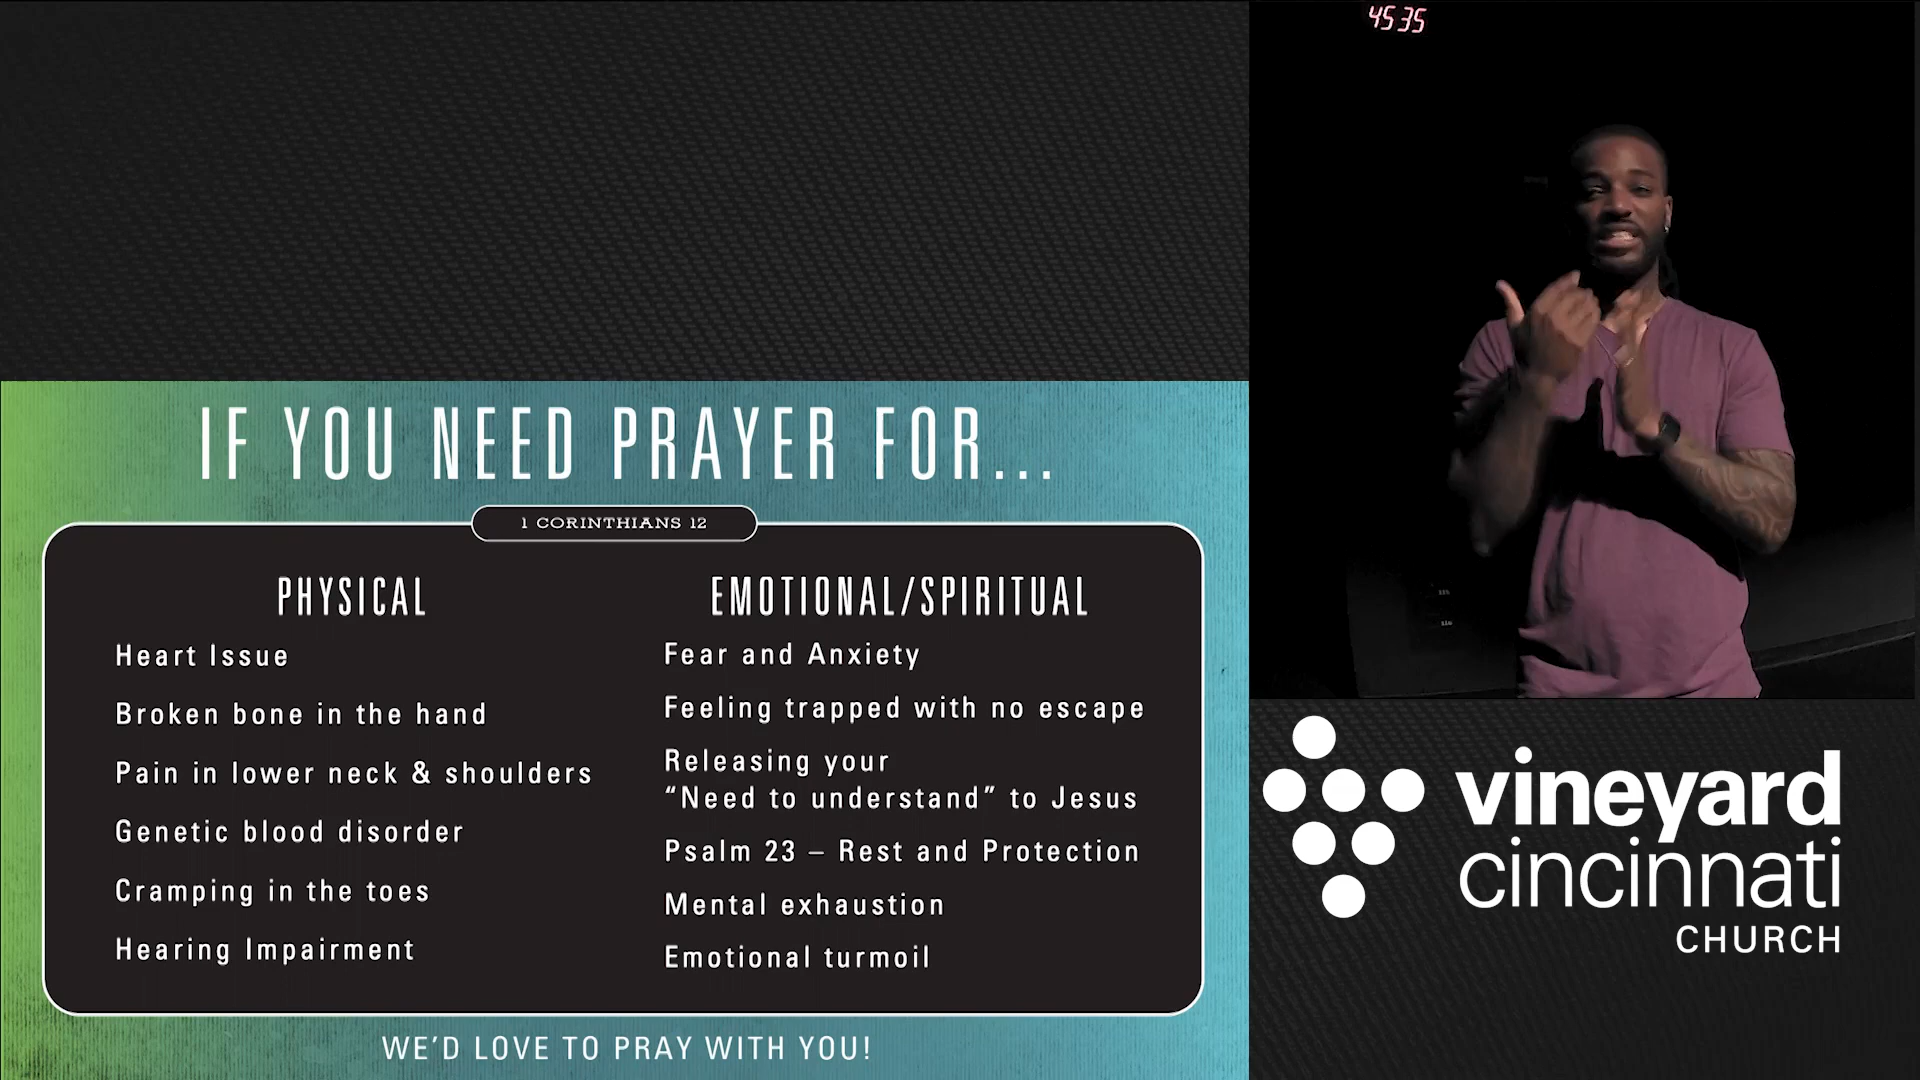 45 35
IF YOU NEED PRAYER FOR...
1 CORINTHIANS 12
PHYSICAL
Heart Issue
Broken bone in the hand
Pain in lower neck & shoulders
Genetic blood disorder
Cramping in the toes
Hearing Impairment
EMOTIONAL/SPIRITUAL
Fear and Anxiety
Feeling trapped with no escape
Releasing your
“Need to understand” to Jesus
Psalm 23 – Rest and Protection
Mental exhaustion
Emotional turmoil
WE'D LOVE TO PRAY WITH YOU!
vineyard
cincinnati
CHURCH